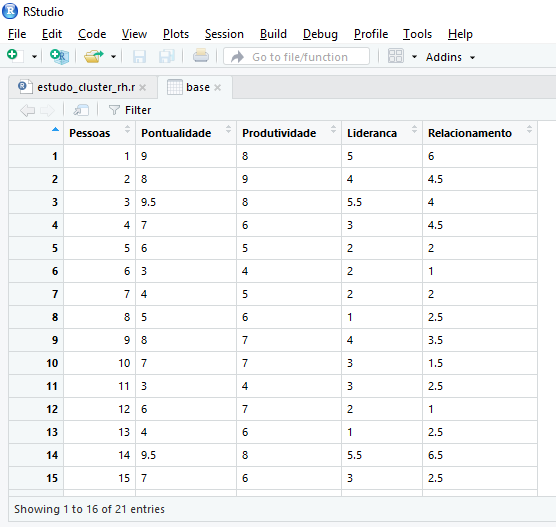 RStudio
File Edit Code View Plots Session Build Debug Profile Tools Help
Go to file/function Addins
estudo_cluster_rh.r base
Filter
Pessoas Pontualidade Produtividade Lideranca Relacionamento
1 1 9 8 5 6
2 2 8 9 4 4.5
3 3 9.5 8 5.5 4
4 4 7 6 3 4.5
5 5 6 5 2 2
6 6 3 4 2 1
7 7 4 5 2 2
8 8 5 6 1 2.5
9 9 8 7 4 3.5
10 10 7 7 3 1.5
11 11 3 4 3 2.5
12 12 6 7 2 1
13 13 4 6 1 2.5
14 14 9.5 8 5.5 6.5
15 15 7 6 3 2.5
Showing 1 to 16 of 21 entries